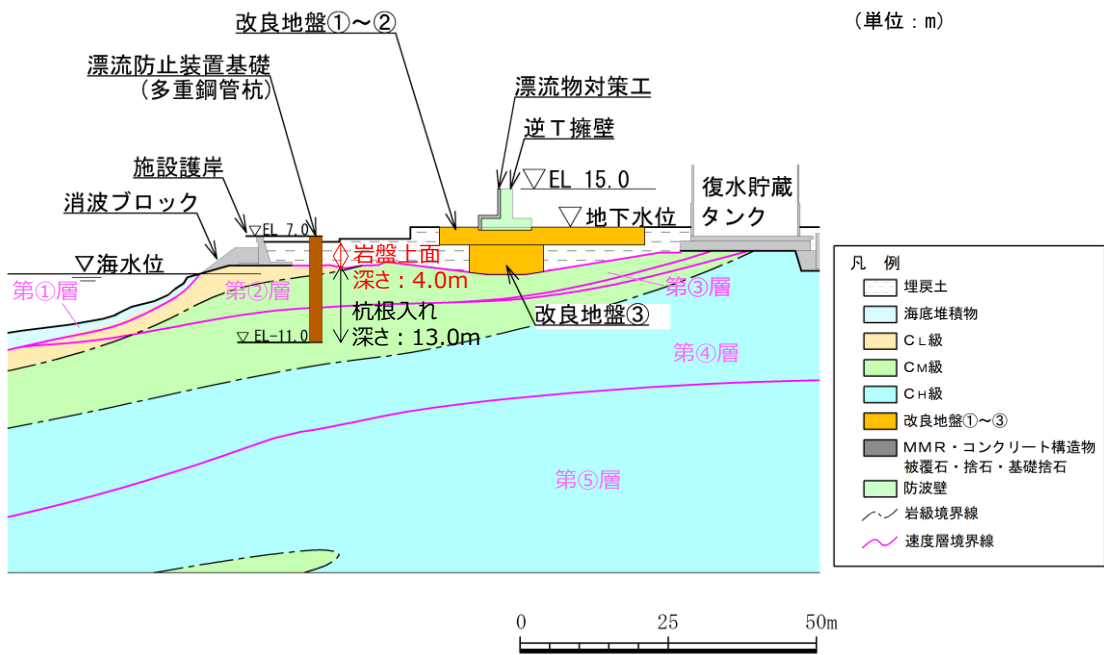 (単位：m)
改良地盤①～②
漂流防止装置基礎
(多重鋼管杭)
漂流物対策工
逆Ｔ擁壁
施設護岸
消波ブロック
▽EL 15.0
復水貯蔵
タンク
▽地下水位
▽EL 7.0
▽海水位
岩盤上面
深さ：4.0m
第①層
第②層
第③層
杭根入れ
深さ：13.0m
改良地盤③
▽EL-11.0
第④層
第⑤層
凡　例
埋戻土
海底堆積物
ＣL級
ＣM級
ＣH級
改良地盤①～③
ＭＭＲ・コンクリート構造物
被覆石・捨石・基礎捨石
防波壁
岩級境界線
速度層境界線
0 25 50m